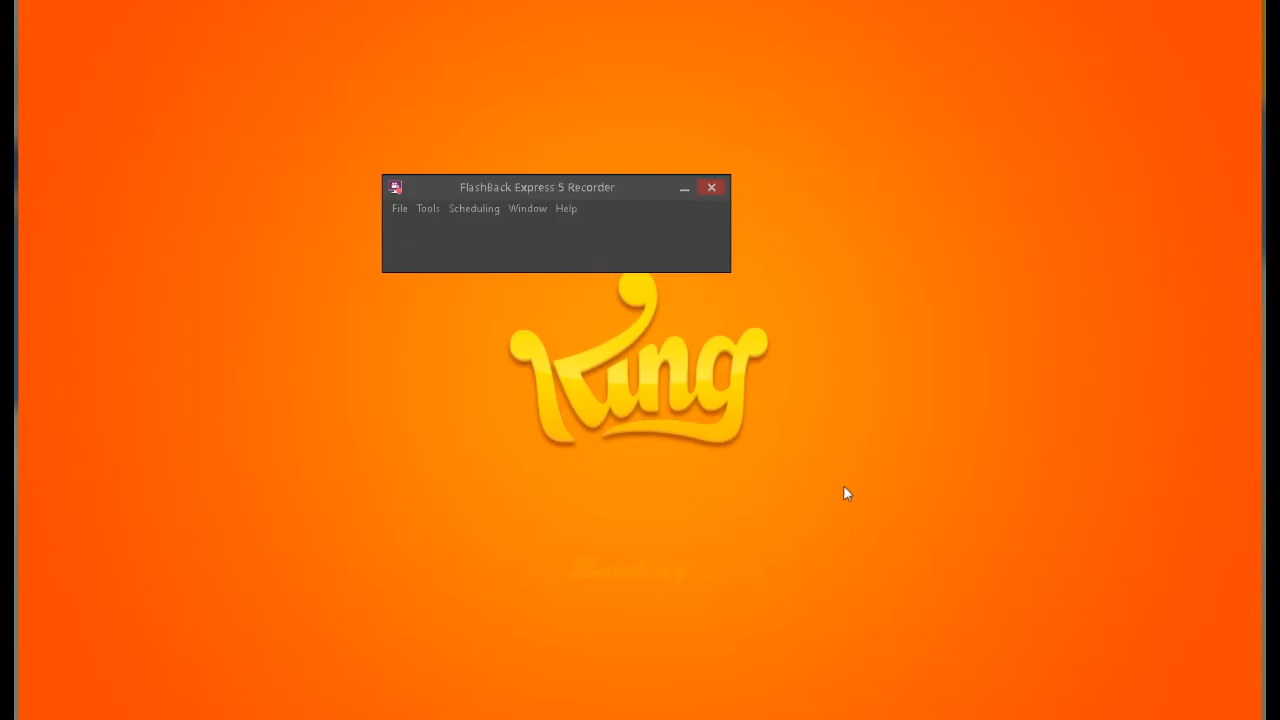 FlashBack Express 5 Recorder
File Tools Scheduling Window Help
King